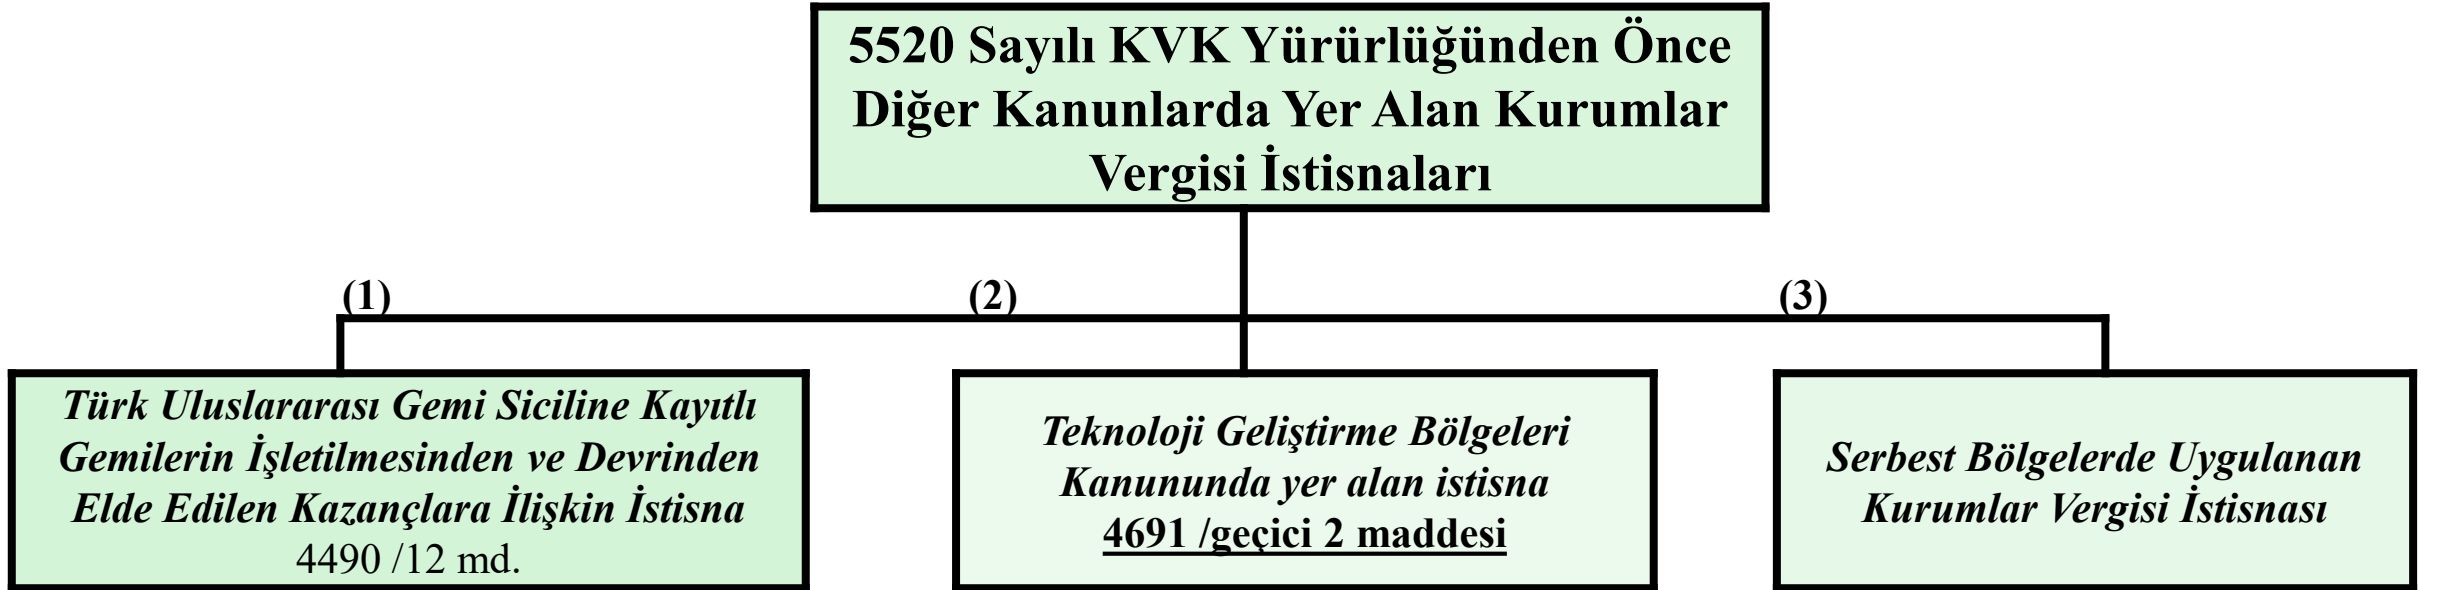 5520 Sayılı KVK Yürürlüğünden Önce
Diğer Kanunlarda Yer Alan Kurumlar
Vergisi İstisnaları
(1)
(2)
(3)
Türk Uluslararası Gemi Siciline Kayıtlı
Gemilerin İşletilmesinden ve Devrinden
Elde Edilen Kazançlara İlişkin İstisna
4490 /12 md.
Teknoloji Geliştirme Bölgeleri
Kanununda yer alan istisna
4691 /geçici 2 maddesi
Serbest Bölgelerde Uygulanan
Kurumlar Vergisi İstisnası